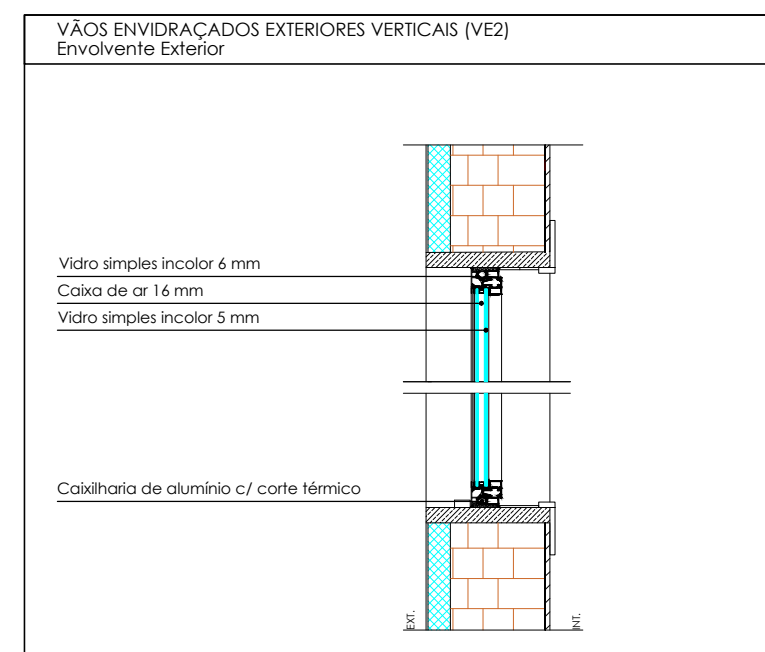 VÃOS ENVIDRAÇADOS EXTERIORES VERTICAIS (VE2)
Envolvente Exterior
Vidro simples incolor 6 mm
Caixa de ar 16 mm
Vidro simples incolor 5 mm
Caixilharia de alumínio c/ corte térmico
EXT.
INT.